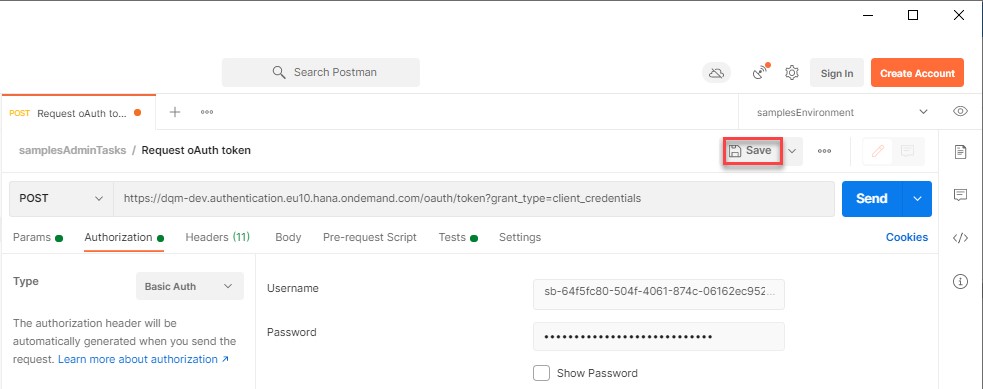 Search Postman
Sign In
Create Account
POST Request oAuth to...
samplesEnvironment
samplesAdminTasks / Request oAuth token
Save
POST
https://dqm-dev.authentication.eu10.hana.ondemand.com/oauth/token?grant_type=client_credentials
Send
Params
Authorization
Headers (11)
Body
Pre-request Script
Tests
Settings
Cookies
Type
Basic Auth
The authorization header will be
automatically generated when you send the
request. Learn more about authorization ↗
Username
sb-64f5fc80-504f-4061-874c-06162ec952...
Password
••••••••••••••••••••••••••••
Show Password